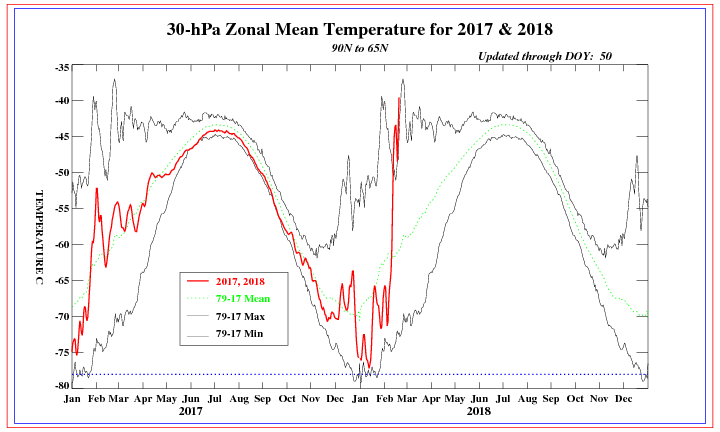 30-hPa Zonal Mean Temperature for 2017 & 2018
90N to 65N
Updated through DOY: 50
-35
-40
-45
-50
-55
-60
-65
-70
-75
-80
TEMPERATURE C
2017, 2018
79-17 Mean
79-17 Max
79-17 Min
Jan Feb Mar Apr May Jun Jul Aug Sep Oct Nov Dec Jan Feb Mar Apr May Jun Jul Aug Sep Oct Nov Dec
2017 2018